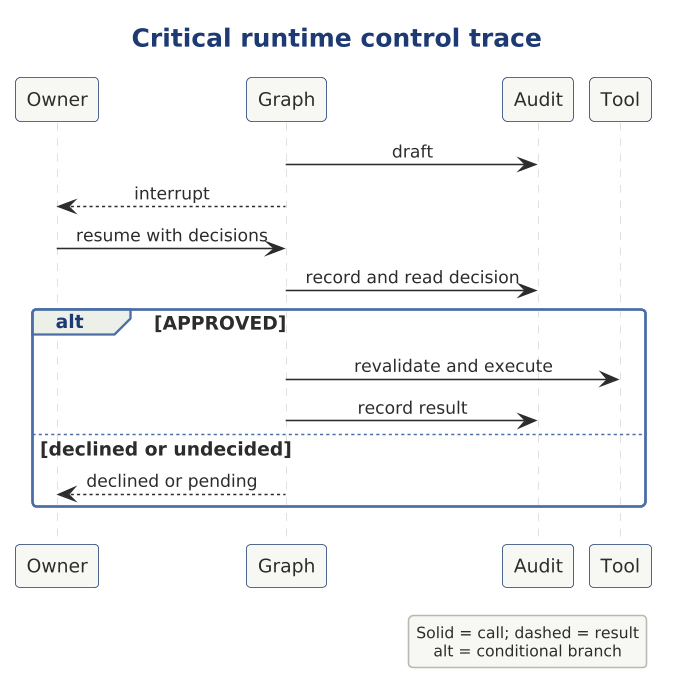 Critical runtime control trace
Owner
Graph
Audit
Tool
draft
interrupt
resume with decisions
record and read decision
alt
[APPROVED]
revalidate and execute
record result
[declined or undecided]
declined or pending
Owner
Graph
Audit
Tool
Solid = call; dashed = result
alt = conditional branch